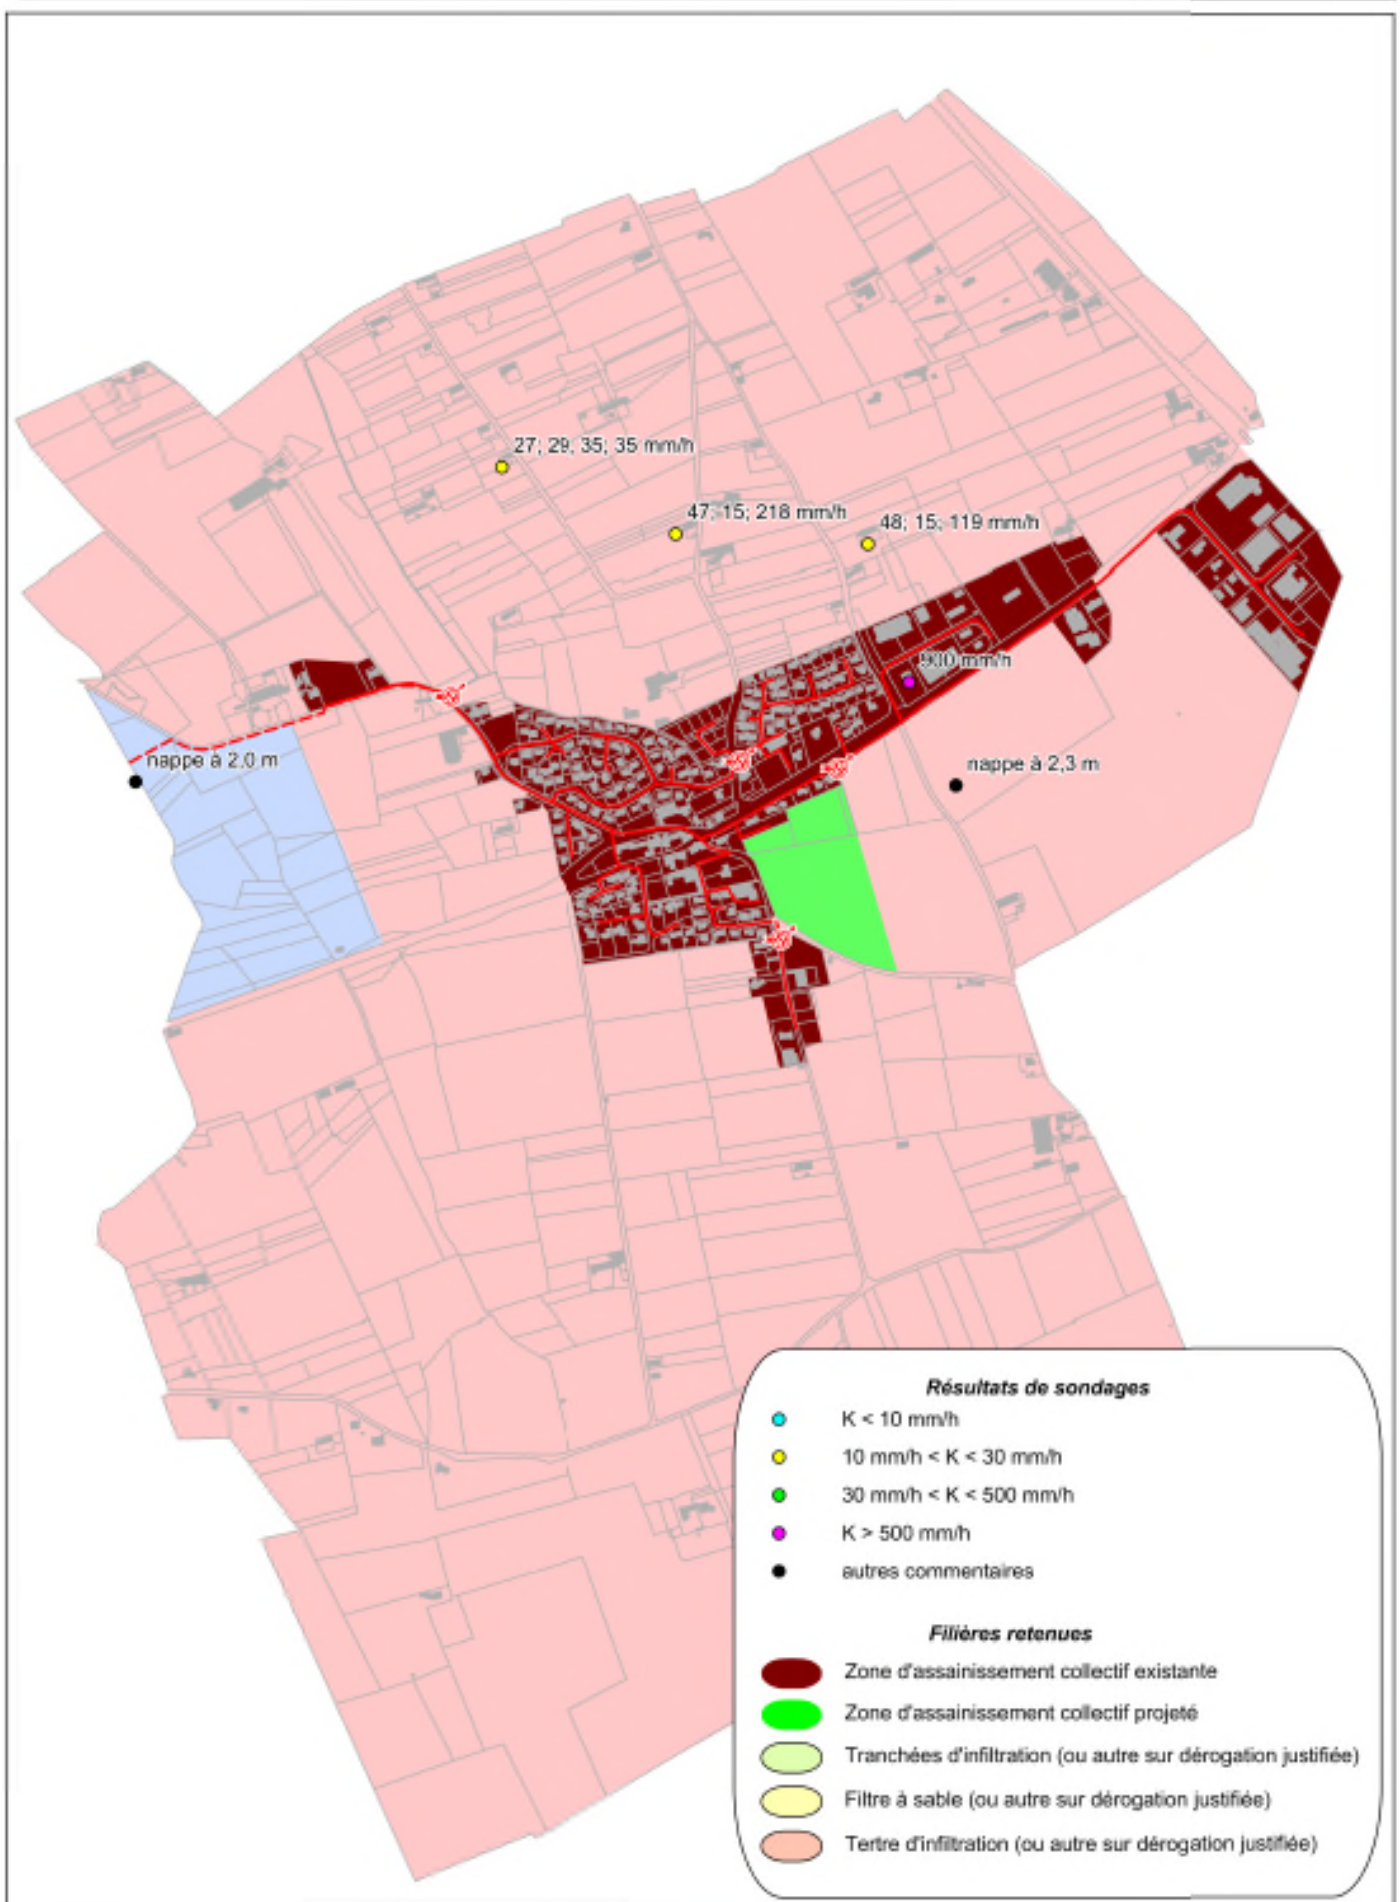 27; 29, 35; 35 mm/h
47; 15; 218 mm/h
48; 15; 119 mm/h
900 mm/h
nappe à 2,0 m
nappe à 2,3 m
Résultats de sondages
K < 10 mm/h
10 mm/h < K < 30 mm/h
30 mm/h < K < 500 mm/h
K > 500 mm/h
autres commentaires
Filières retenues
Zone d'assainissement collectif existante
Zone d'assainissement collectif projeté
Tranchées d'infiltration (ou autre sur dérogation justifiée)
Filtre à sable (ou autre sur dérogation justifiée)
Tertre d'infiltration (ou autre sur dérogation justifiée)